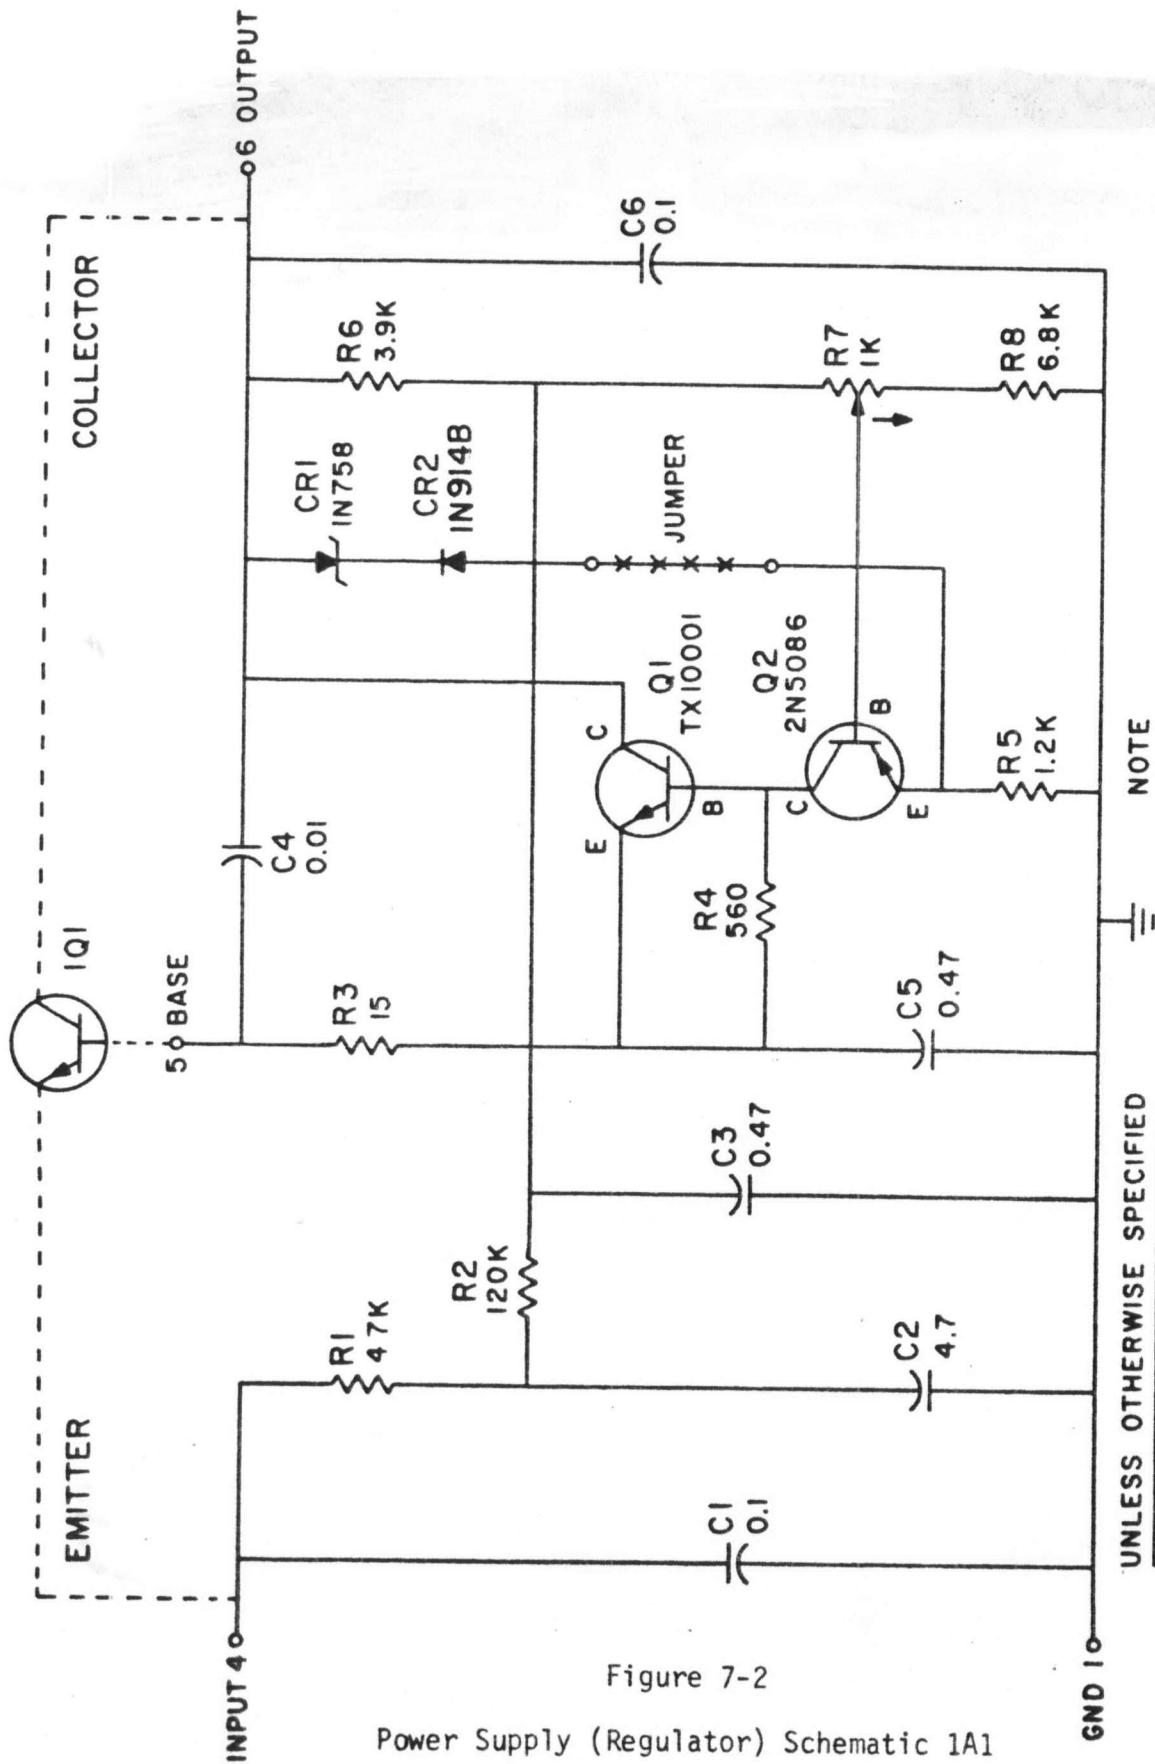 EMITTER
COLLECTOR
1Q1
INPUT 4
5 BASE
6 OUTPUT
C1
0.1
R1
47K
C2
4.7
R2
120K
C3
0.47
R3
15
C4
0.01
C5
0.47
R4
560
E
C
B
Q1
TX10001
Q2
2N5086
C
B
E
R5
1.2K
CR1
1N758
CR2
1N914B
JUMPER
R6
3.9K
R7
1K
R8
6.8K
C6
0.1
GND 1
UNLESS OTHERWISE SPECIFIED
NOTE
Figure 7-2
Power Supply (Regulator) Schematic 1A1